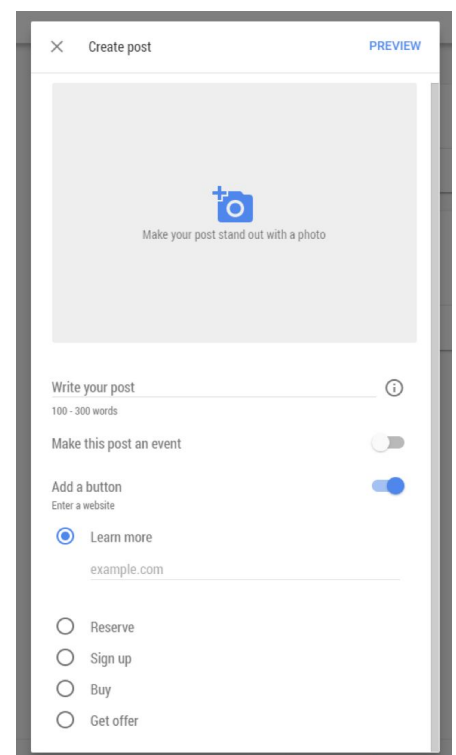 Create post
PREVIEW
Make your post stand out with a photo
Write your post
100 - 300 words
Make this post an event
Add a button
Enter a website
Learn more
example.com
Reserve
Sign up
Buy
Get offer